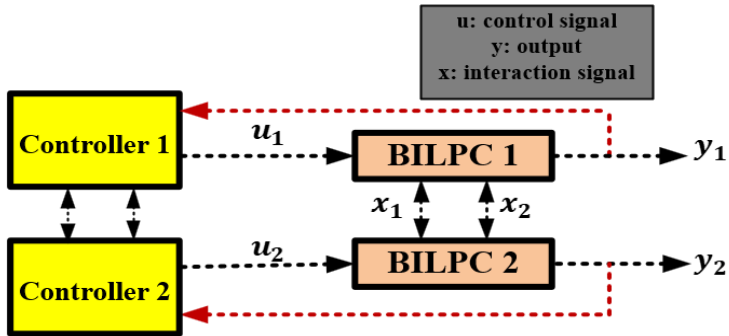 u: control signal
y: output
x: interaction signal
Controller 1
u₁
BILPC 1
y₁
x₁
x₂
Controller 2
u₂
BILPC 2
y₂